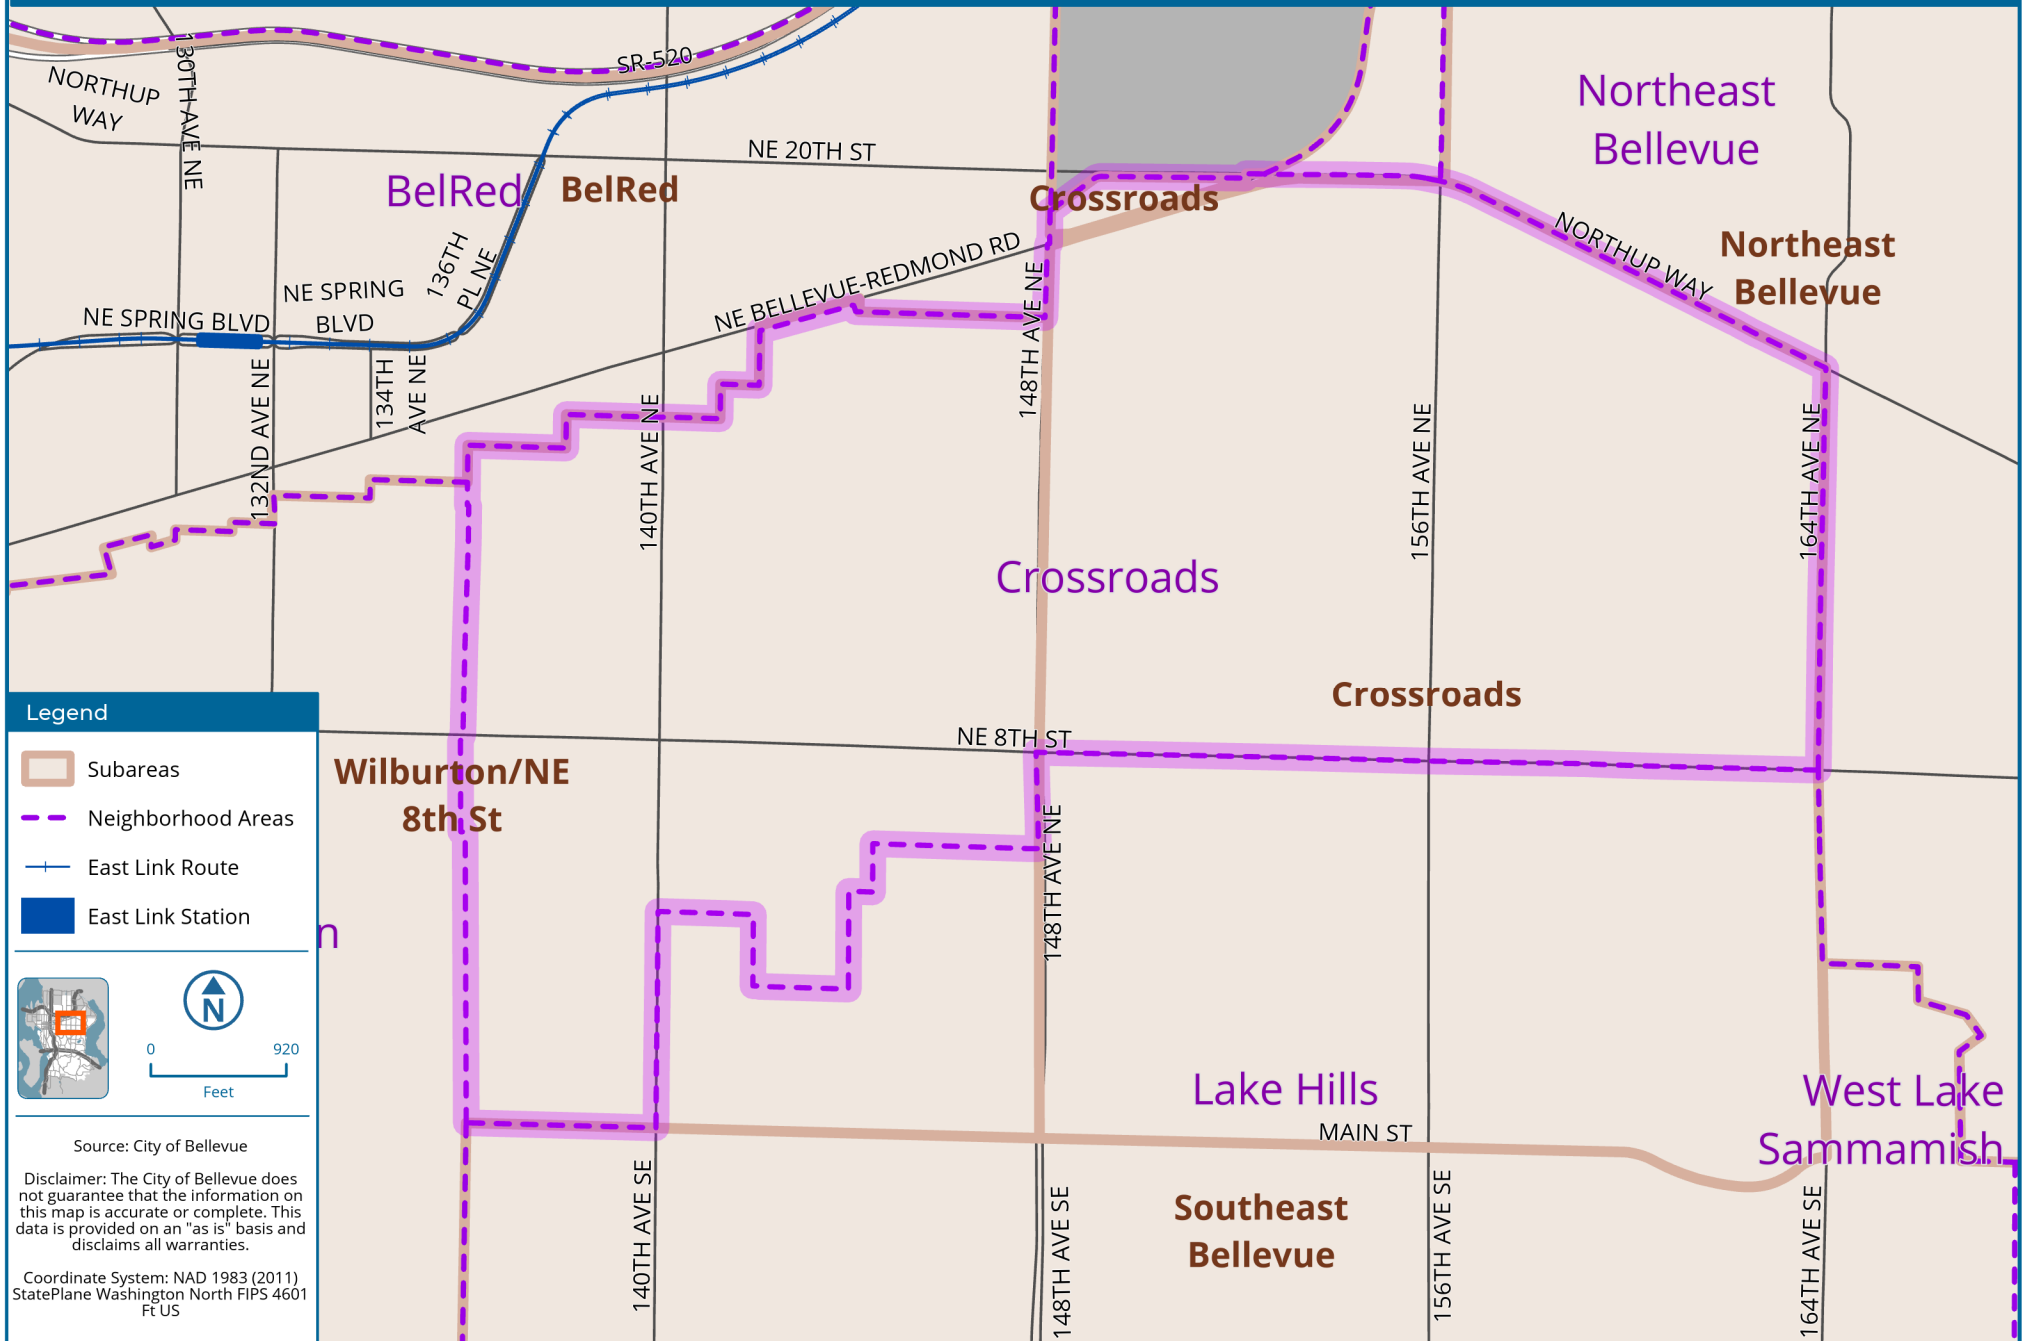 SR-520
NORTHUP
WAY
130TH AVE NE
NE 20TH ST
Northeast
Bellevue
BelRed
BelRed
Crossroads
NORTHUP WAY
Northeast
Bellevue
136TH
PL NE
NE BELLEVUE-REDMOND RD
148TH AVE NE
NE SPRING
BLVD
NE SPRING BLVD
132ND AVE NE
134TH
AVE NE
140TH AVE NE
156TH AVE NE
164TH AVE NE
Crossroads
Crossroads
NE 8TH ST
Wilburton/NE
8th St
148TH AVE NE
n
Lake Hills
MAIN ST
West Lake
Sammamish
Southeast
Bellevue
140TH AVE SE
148TH AVE SE
156TH AVE SE
164TH AVE SE
Legend
Subareas
Neighborhood Areas
East Link Route
East Link Station
N
0 920
Feet
Source: City of Bellevue
Disclaimer: The City of Bellevue does
not guarantee that the information on
this map is accurate or complete. This
data is provided on an "as is" basis and
disclaims all warranties.
Coordinate System: NAD 1983 (2011)
StatePlane Washington North FIPS 4601
Ft US